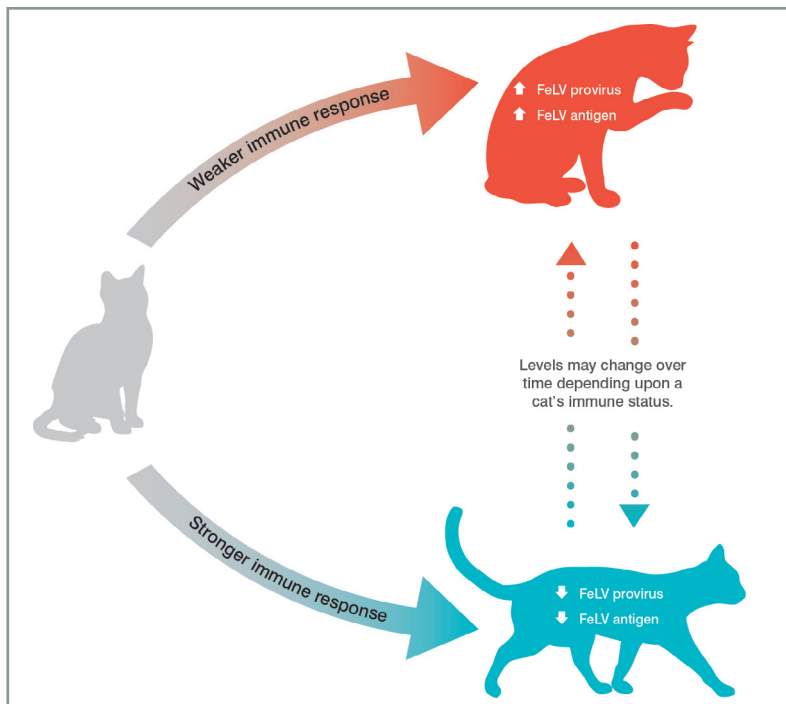 Weaker immune response
FeLV provirus
FeLV antigen
Levels may change over
time depending upon a
cat's immune status.
Stronger immune response
FeLV provirus
FeLV antigen